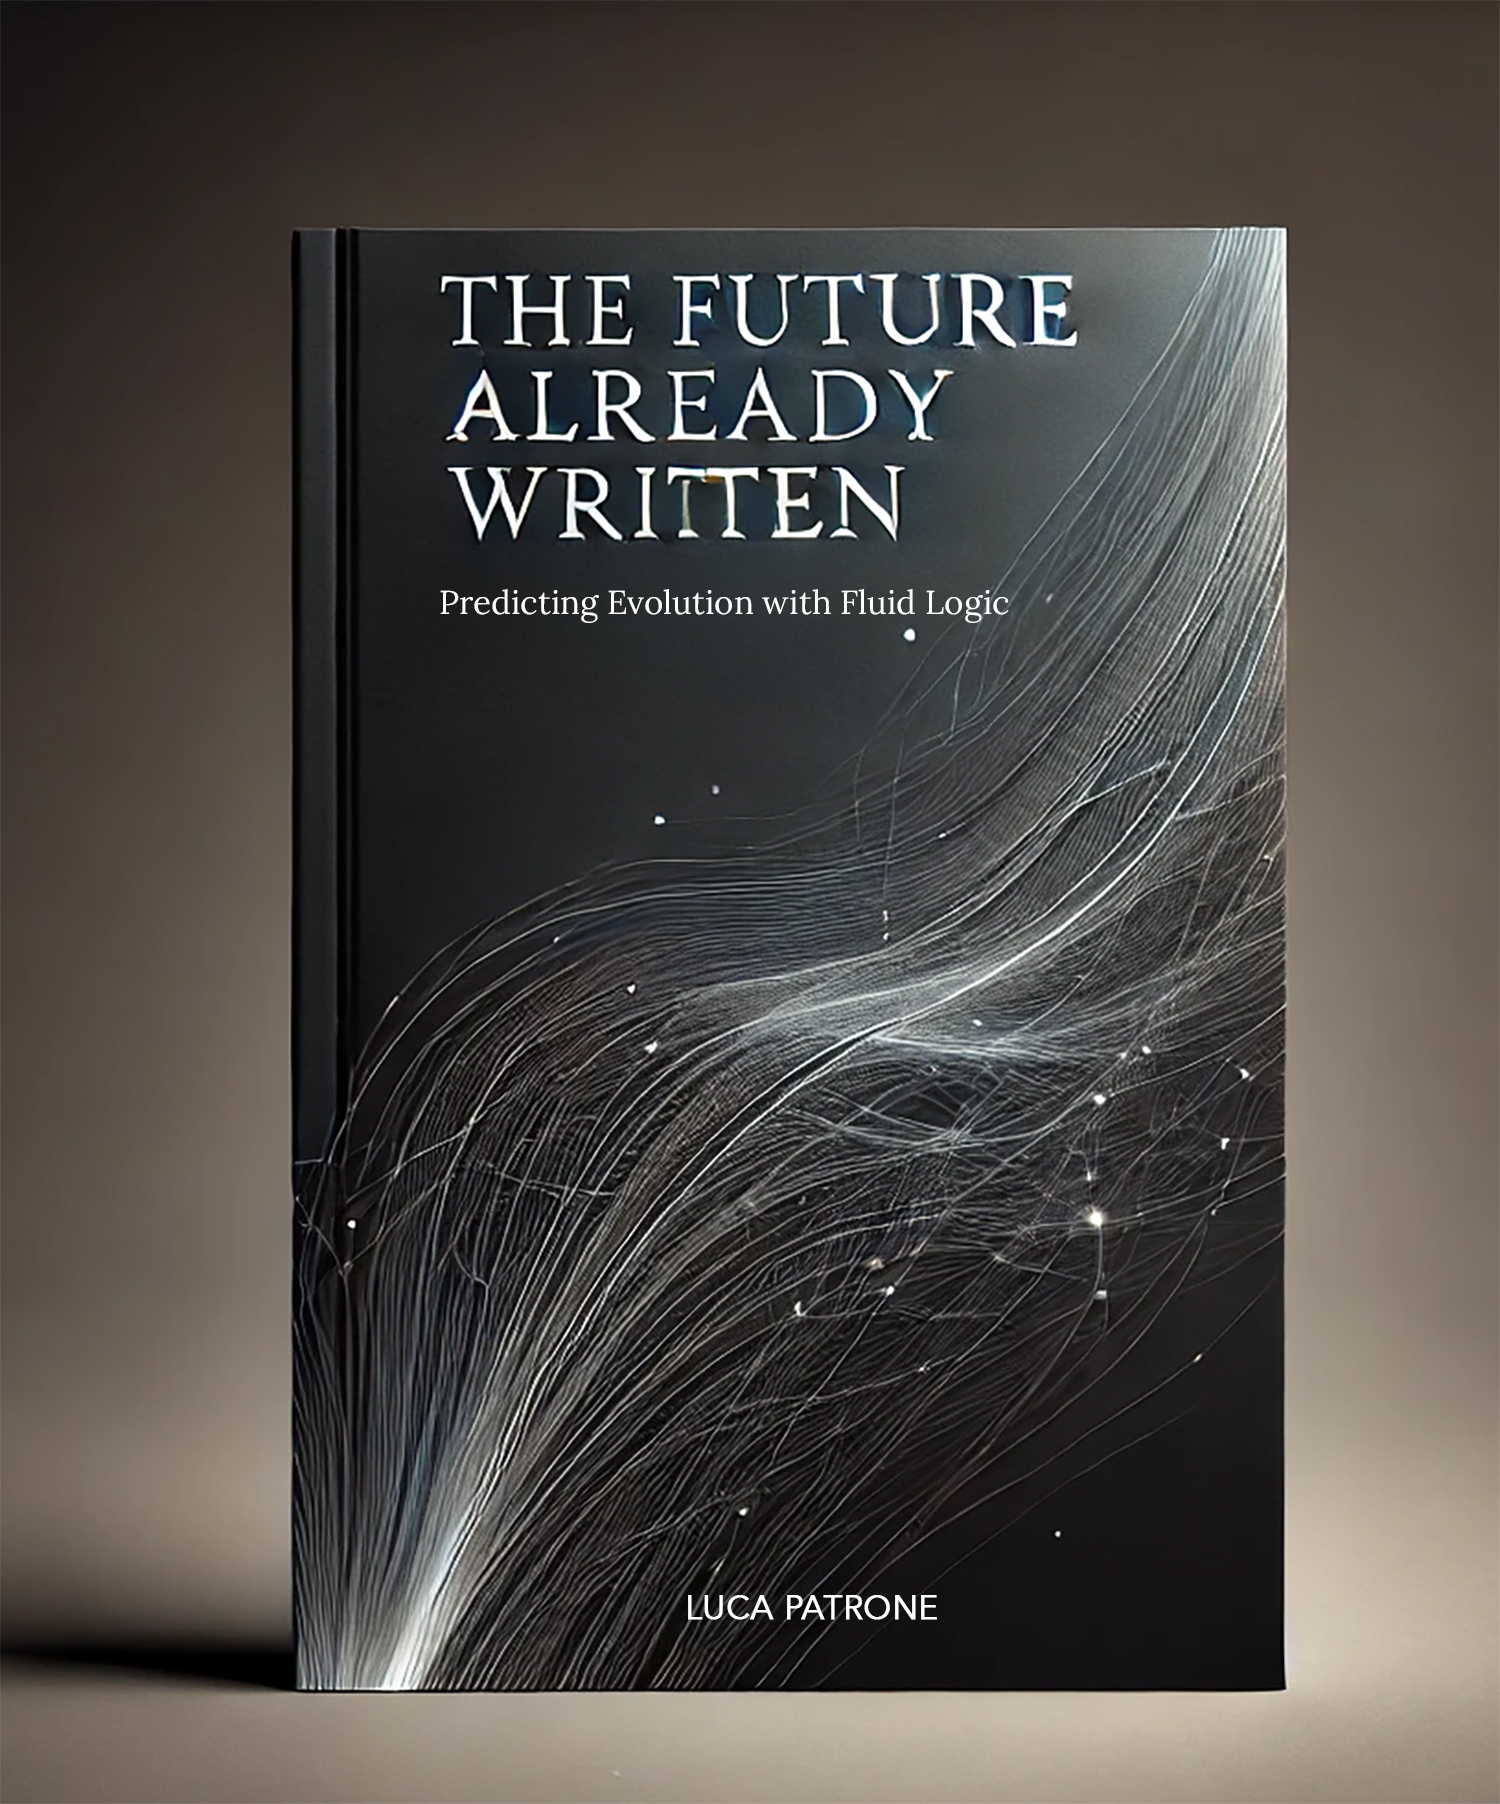 THE FUTURE
ALREADY
WRITTEN
Predicting Evolution with Fluid Logic
LUCA PATRONE